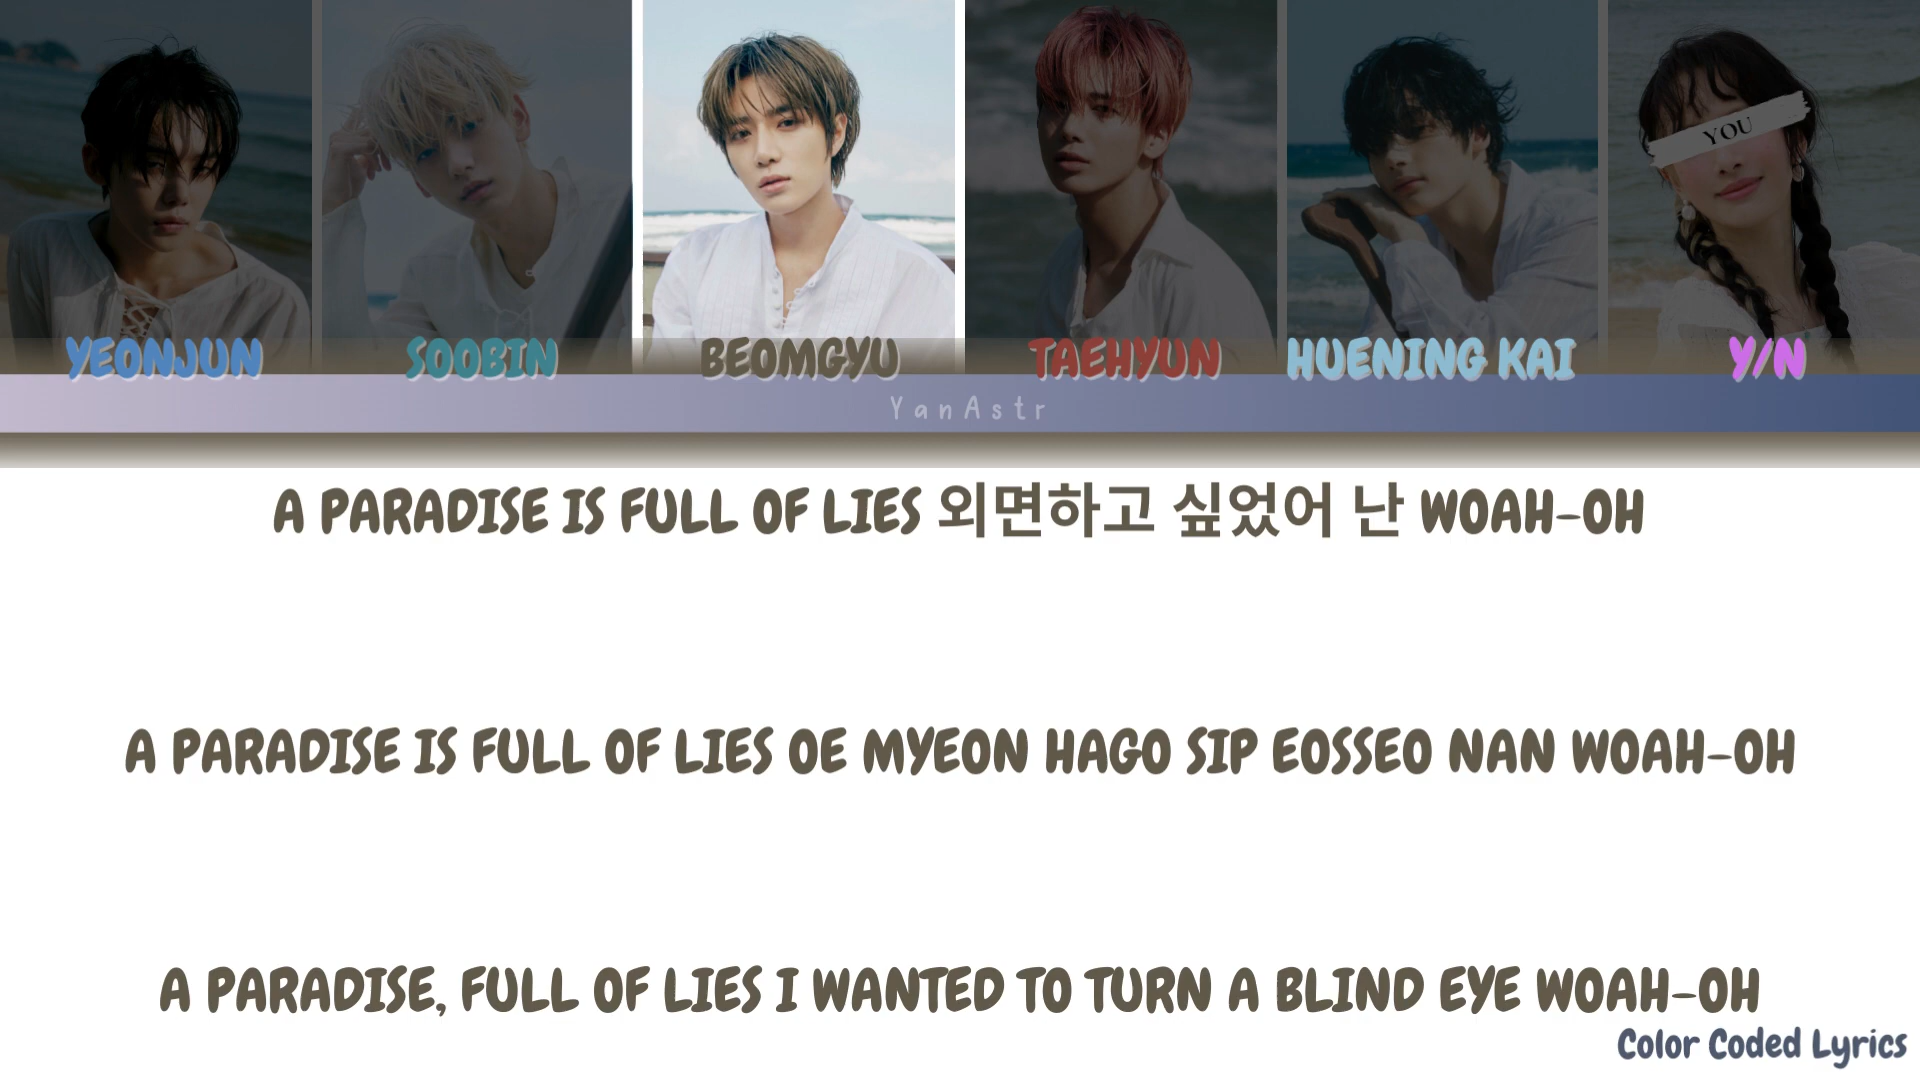 YOU
YEONJUN SOOBIN BEOMGYU TAEHYUN HUENING KAI Y/N
YanAstr
A PARADISE IS FULL OF LIES 외면하고 싶었어 난 WOAH-OH
A PARADISE IS FULL OF LIES OE MYEON HAGO SIP EOSSEO NAN WOAH-OH
A PARADISE, FULL OF LIES I WANTED TO TURN A BLIND EYE WOAH-OH
Color Coded Lyrics